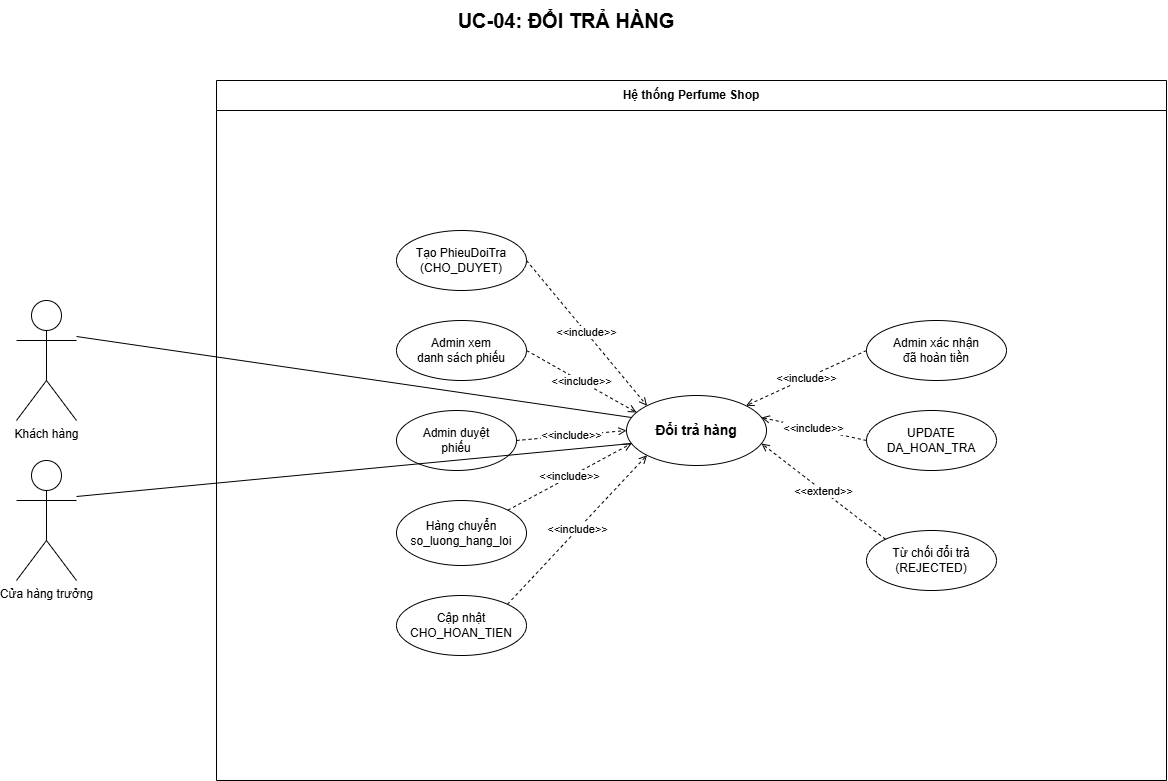 UC-04: ĐỔI TRẢ HÀNG
Hệ thống Perfume Shop
Tạo PhieuDoiTra
(CHO_DUYET)
<<include>>
Admin xem
danh sách phiếu
<<include>>
Admin xác nhận
đã hoàn tiền
<<include>>
Khách hàng
Admin duyệt
phiếu
<<include>>
Đổi trả hàng
<<include>>
UPDATE
DA_HOAN_TRA
<<include>>
<<extend>>
Hàng chuyển
so_luong_hang_loi
<<include>>
Từ chối đổi trả
(REJECTED)
Cửa hàng trưởng
Cập nhật
CHO_HOAN_TIEN